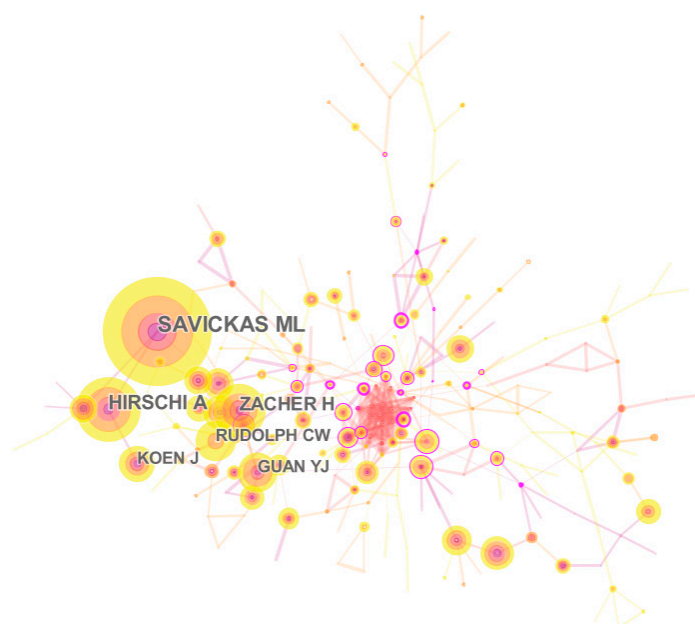 SAVICKAS ML
HIRSCHI A
ZACHER H
RUDOLPH CW
KOEN J
GUAN YJ